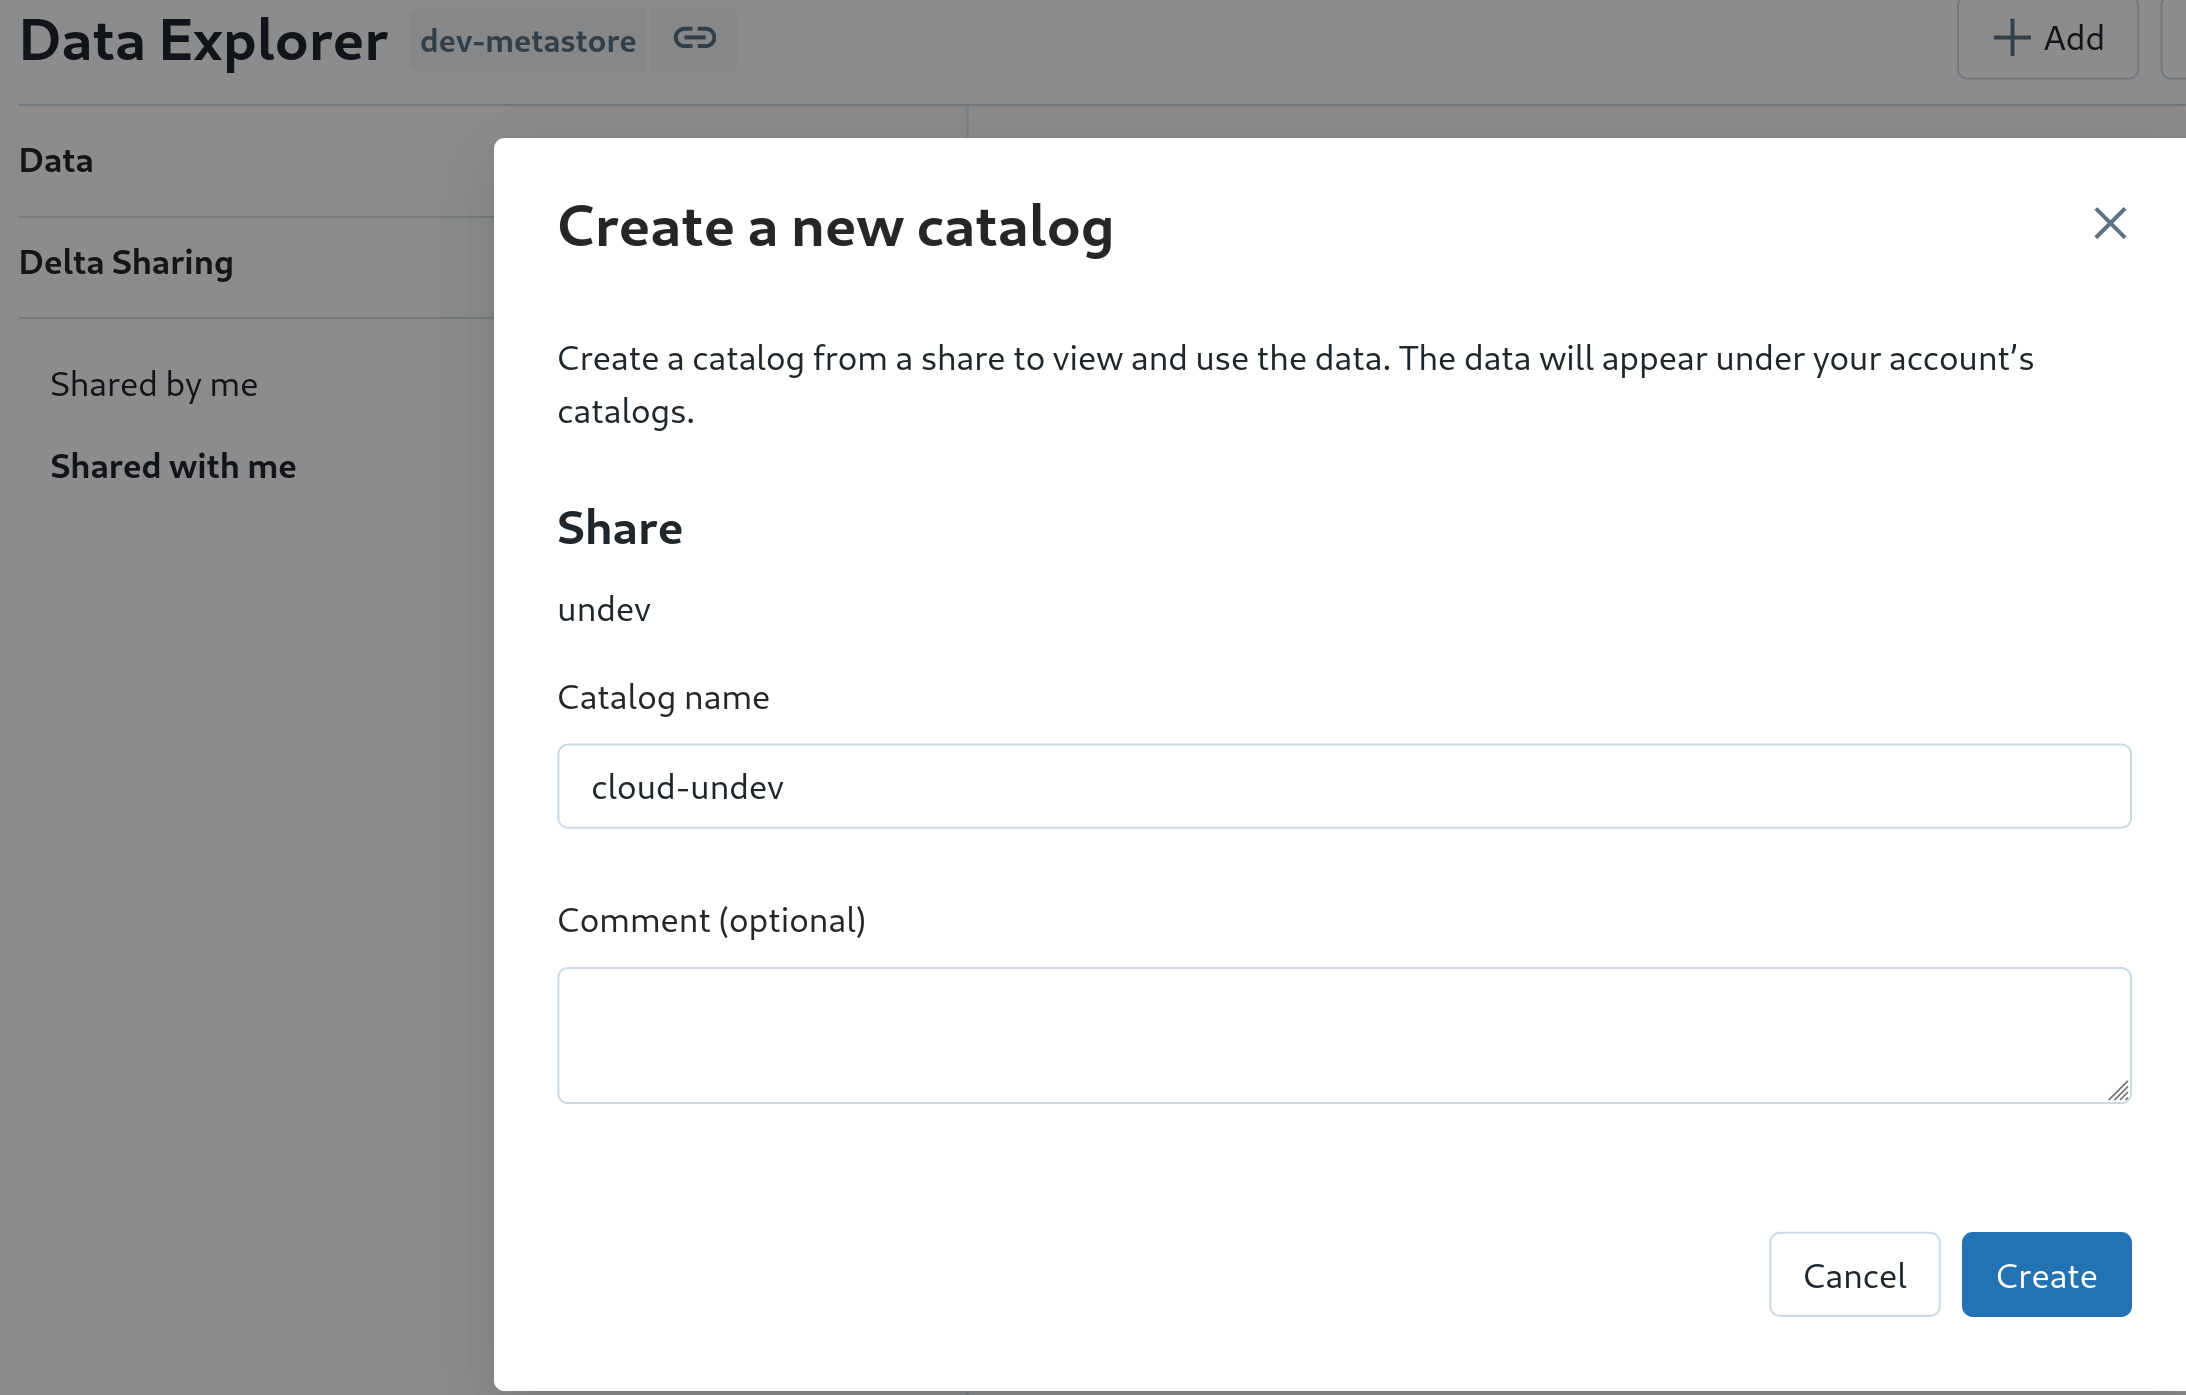 Data Explorer
dev-metastore
Add
Data
Delta Sharing
Shared by me
Shared with me
Create a new catalog
Create a catalog from a share to view and use the data. The data will appear under your account’s
catalogs.
Share
undev
Catalog name
cloud-undev
Comment (optional)
Cancel
Create